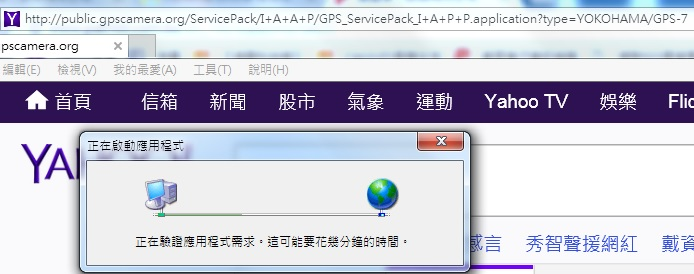 http://public.gpscamera.org/ServicePack/I+A+A+P/GPS_ServicePack_I+A+P+P.application?type=YOKOHAMA/GPS-7
pscamera.org
編輯(E) 檢視(V) 我的最愛(A) 工具(T) 說明(H)
首頁 信箱 新聞 股市 氣象 運動 Yahoo TV 娛樂 Flic
正在啟動應用程式
正在驗證應用程式需求。這可能要花幾分鐘的時間。
感言 秀智聲援網紅 戴資